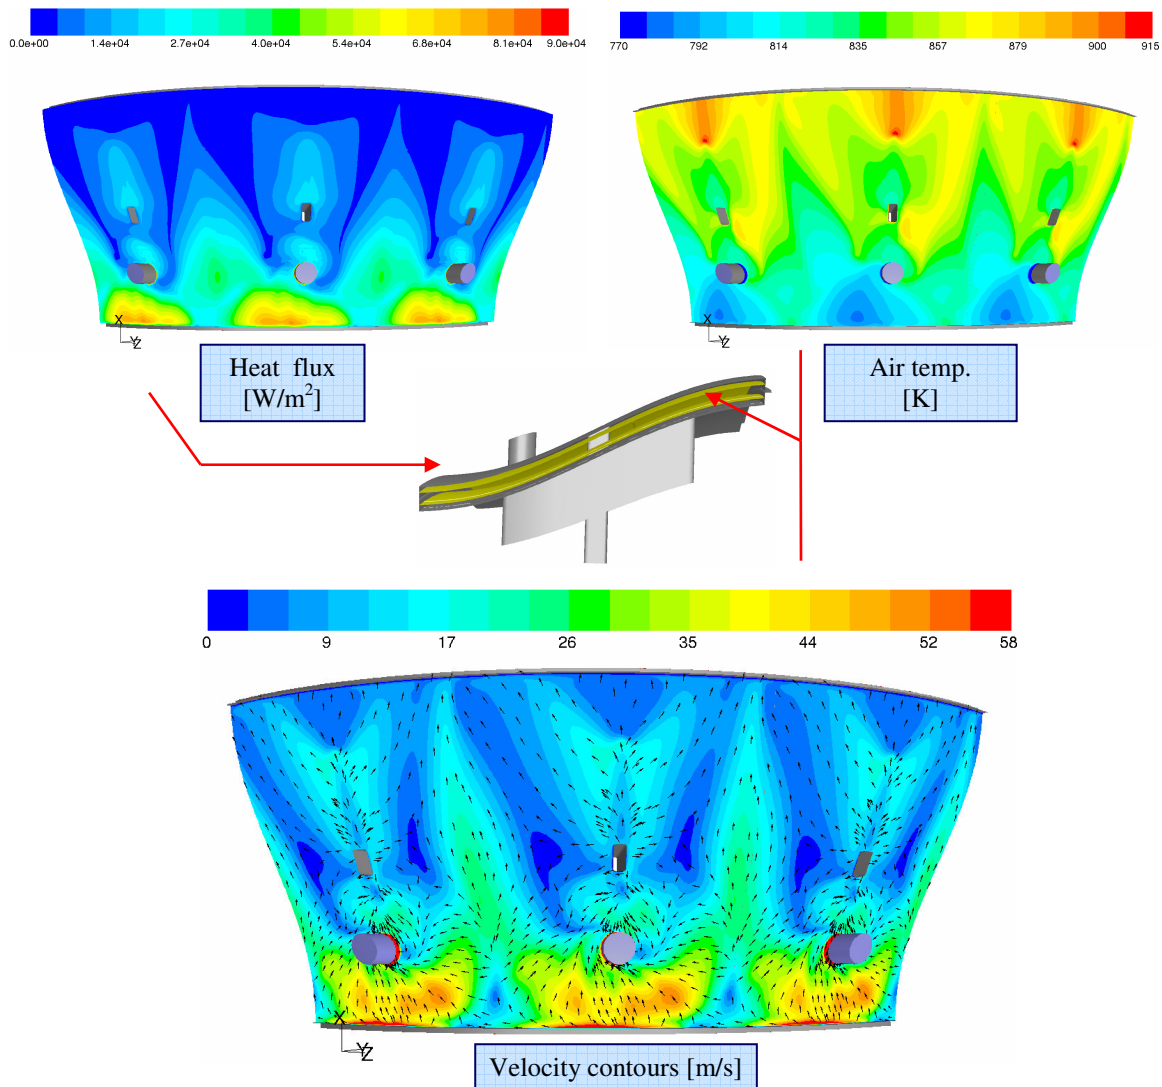 0.0e+00 1.4e+04 2.7e+04 4.0e+04 5.4e+04 6.8e+04 8.1e+04 9.0e+04
770 792 814 835 857 879 900 915
X
Y
Z
X
Y
Z
Heat flux
[W/m²]
Air temp.
[K]
0 9 17 26 35 44 52 58
X
Y
Z
Velocity contours [m/s]